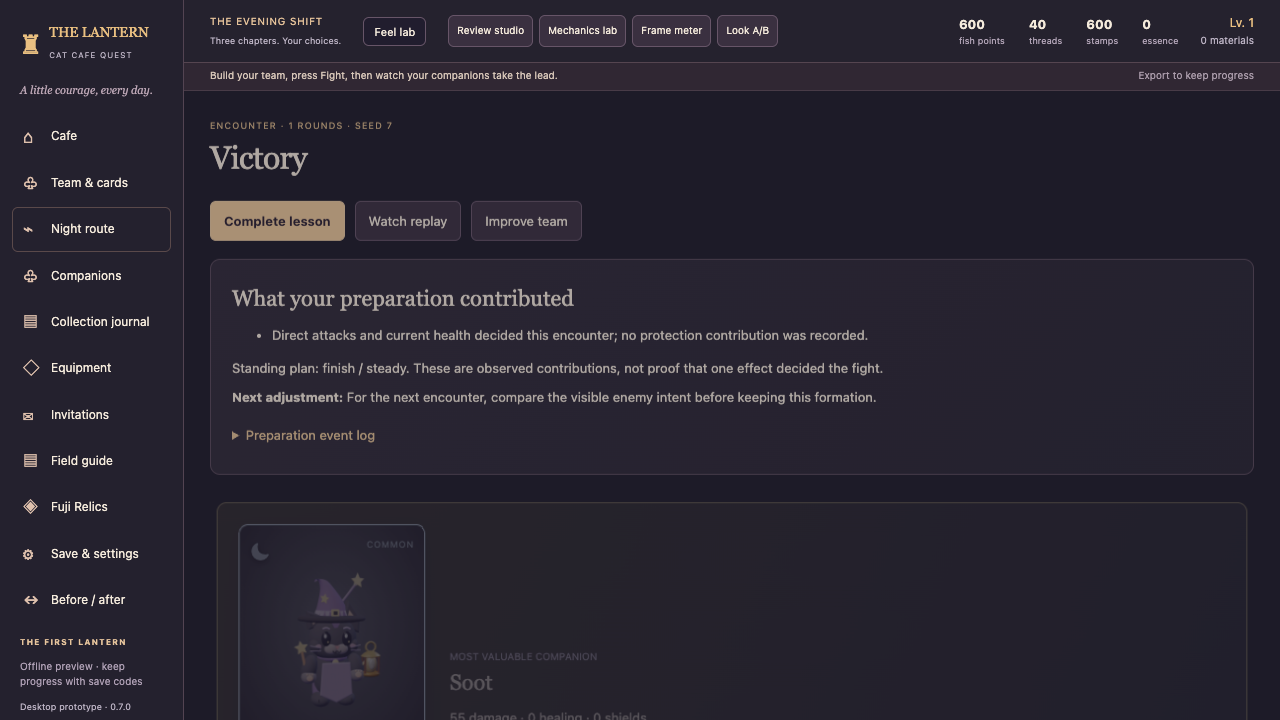 THE LANTERN
CAT CAFE QUEST
A little courage, every day.
Cafe
Team & cards
Night route
Companions
Collection journal
Equipment
Invitations
Field guide
Fuji Relics
Save & settings
Before / after
THE FIRST LANTERN
Offline preview · keep
progress with save codes
Desktop prototype · 0.7.0
THE EVENING SHIFT
Three chapters. Your choices.
Feel lab
Review studio
Mechanics lab
Frame meter
Look A/B
600
fish points
40
threads
600
stamps
0
essence
Lv. 1
0 materials
Build your team, press Fight, then watch your companions take the lead.
Export to keep progress
ENCOUNTER · 1 ROUNDS · SEED 7
Victory
Complete lesson
Watch replay
Improve team
What your preparation contributed
• Direct attacks and current health decided this encounter; no protection contribution was recorded.
Standing plan: finish / steady. These are observed contributions, not proof that one effect decided the fight.
Next adjustment: For the next encounter, compare the visible enemy intent before keeping this formation.
Preparation event log
COMMON
MOST VALUABLE COMPANION
Soot
55 damage · 0 healing · 0 shields